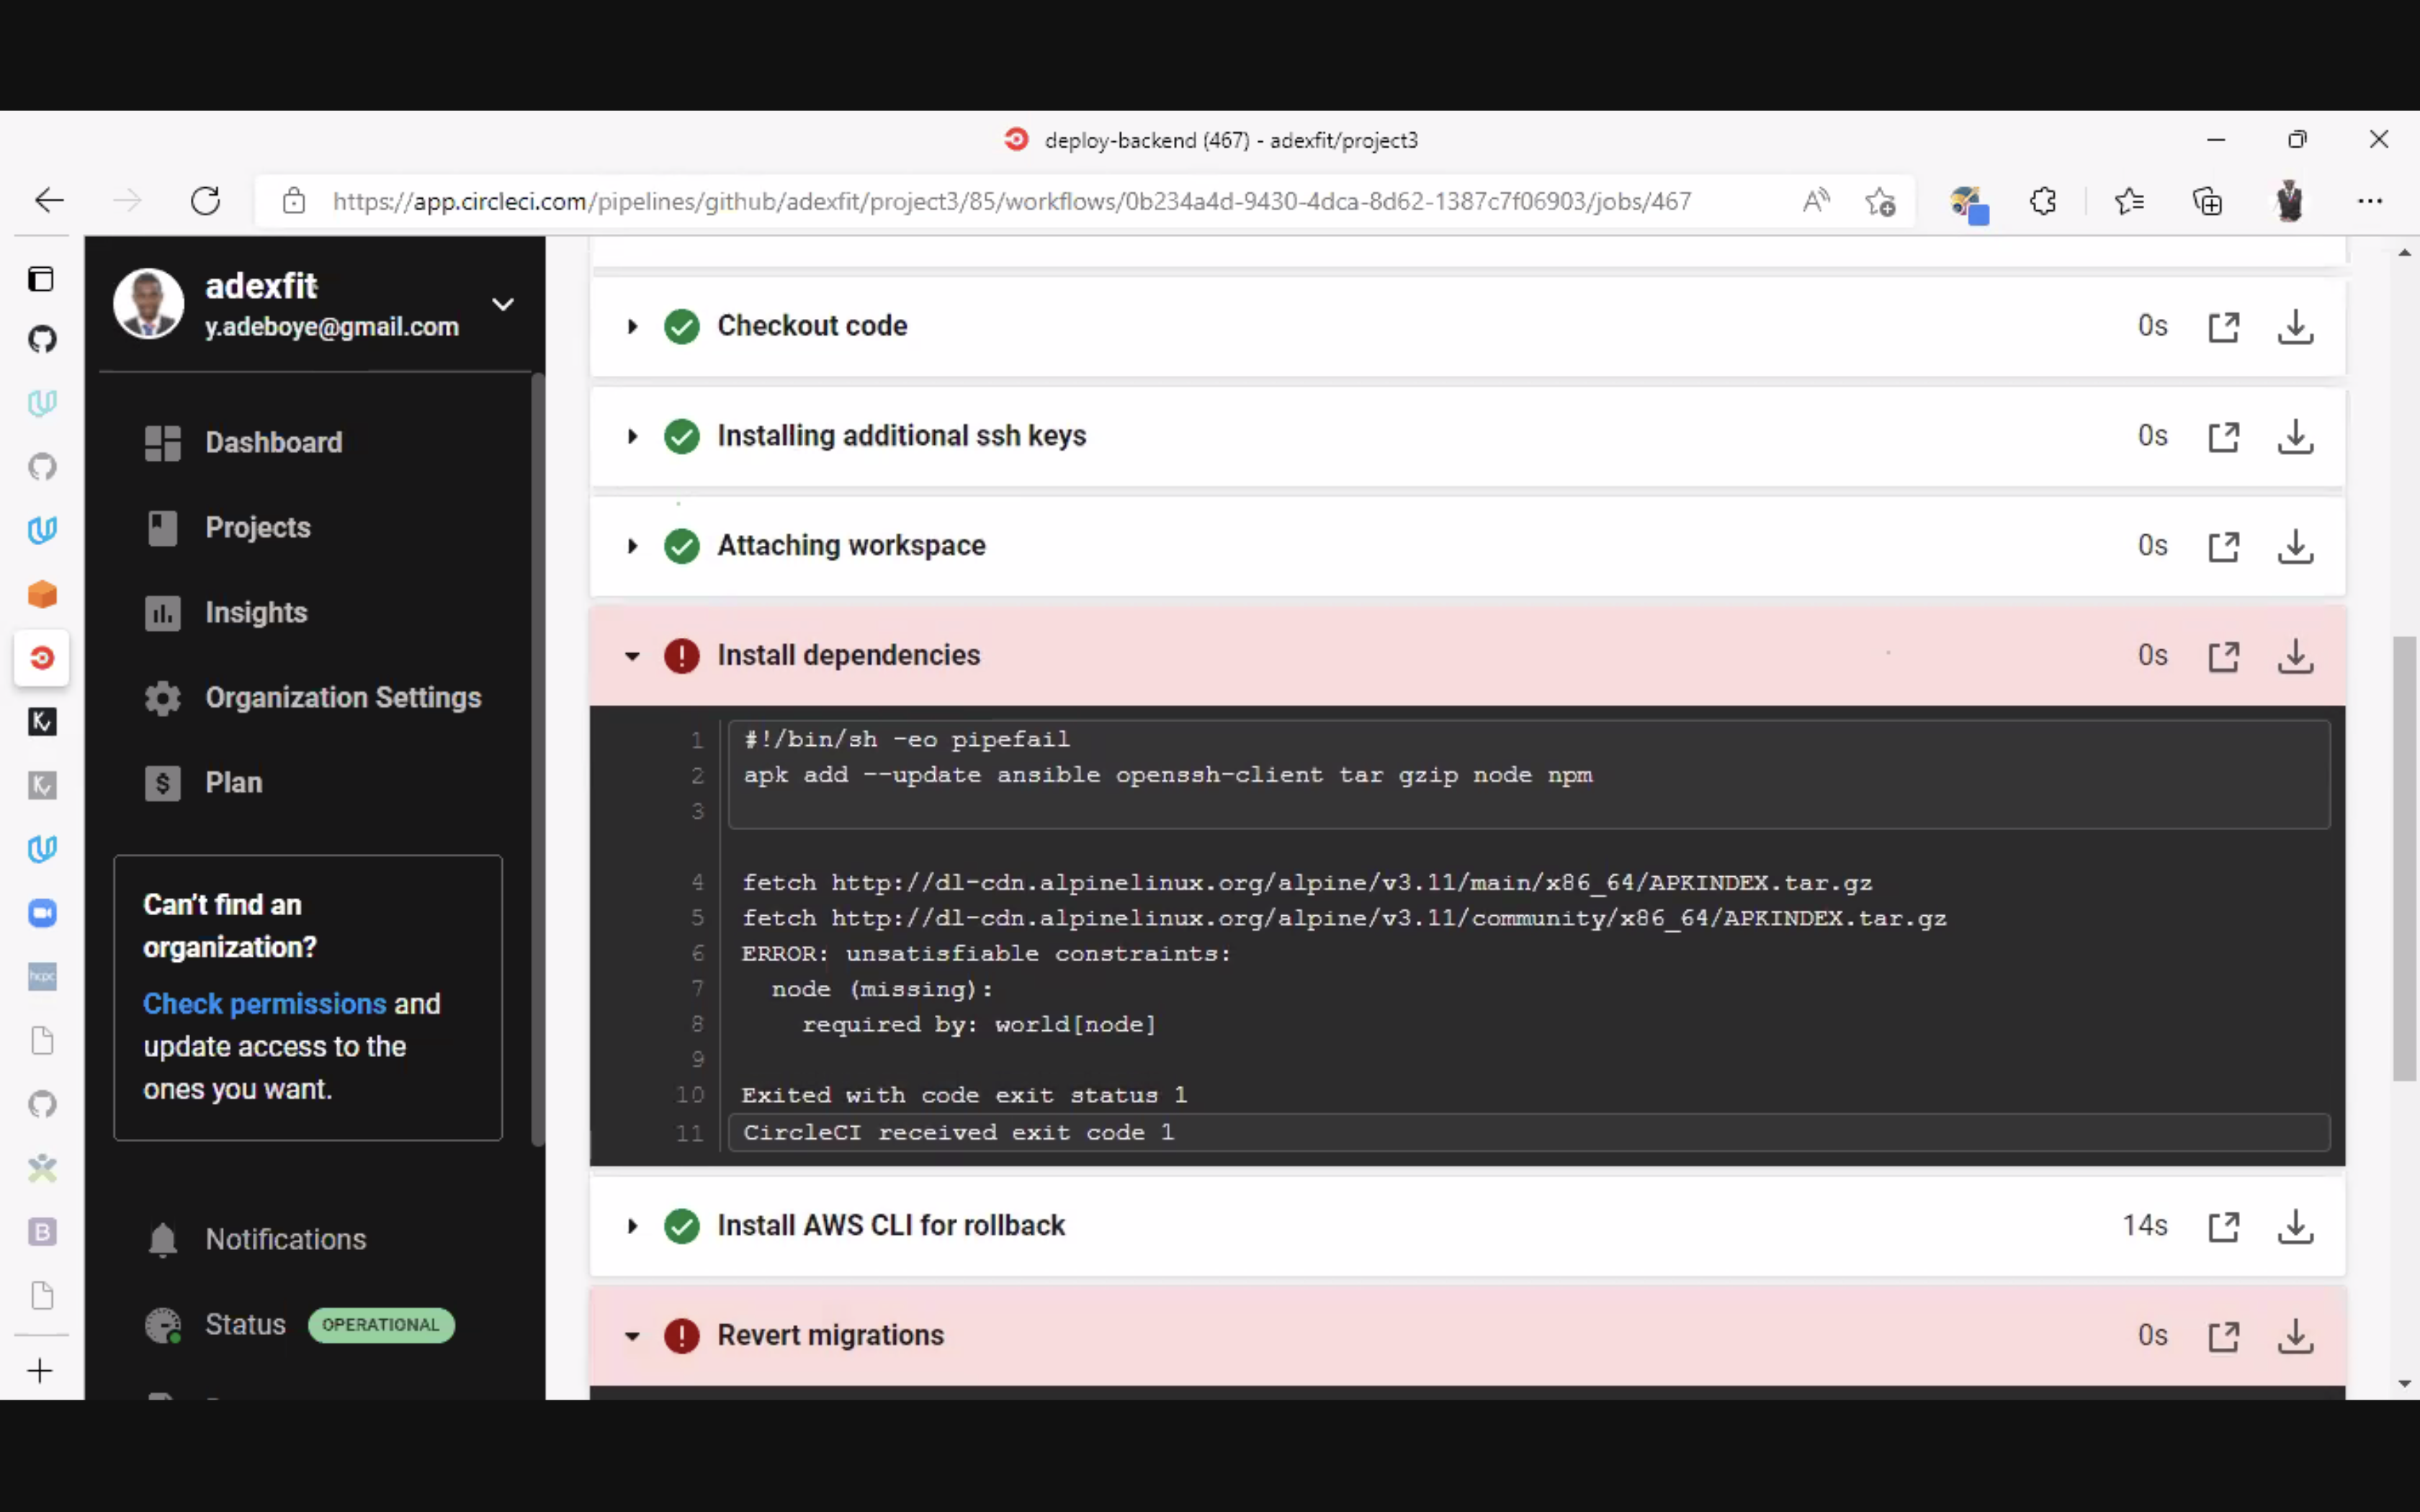 deploy-backend (467) - adexfit/project3
https://app.circleci.com/pipelines/github/adexfit/project3/85/workflows/0b234a4d-9430-4dca-8d62-1387c7f06903/jobs/467
adexfit
y.adeboye@gmail.com
Dashboard
Projects
Insights
Organization Settings
Plan
Can't find an
organization?
Check permissions and
update access to the
ones you want.
Notifications
Status OPERATIONAL
Checkout code 0s
Installing additional ssh keys 0s
Attaching workspace 0s
Install dependencies 0s
1 #!/bin/sh -eo pipefail
2 apk add --update ansible openssh-client tar gzip node npm
3
4 fetch http://dl-cdn.alpinelinux.org/alpine/v3.11/main/x86_64/APKINDEX.tar.gz
5 fetch http://dl-cdn.alpinelinux.org/alpine/v3.11/community/x86_64/APKINDEX.tar.gz
6 ERROR: unsatisfiable constraints:
7 node (missing):
8 required by: world[node]
9
10 Exited with code exit status 1
11 CircleCI received exit code 1
Install AWS CLI for rollback 14s
Revert migrations 0s